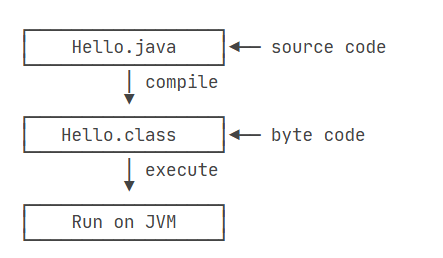 Hello.java source code
compile
Hello.class byte code
execute
Run on JVM